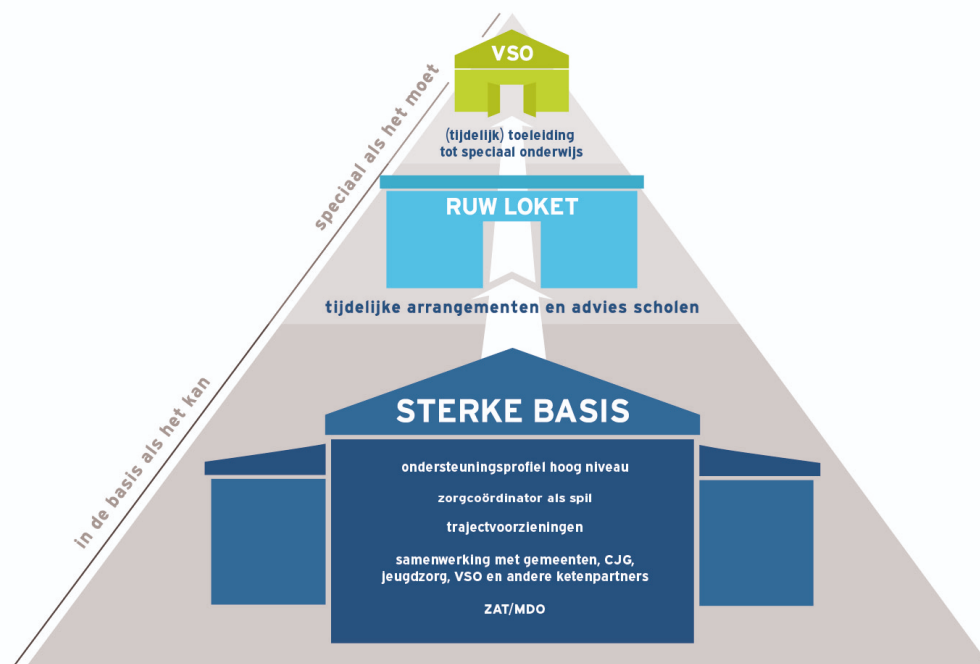 VSO
(tijdelijk) toeleiding
tot speciaal onderwijs
speciaal als het moet
RUW LOKET
tijdelijke arrangementen en advies scholen
in de basis als het kan
STERKE BASIS
ondersteuningsprofiel hoog niveau
zorgcoördinator als spil
trajectvoorzieningen
samenwerking met gemeenten, CJG,
jeugdzorg, VSO en andere ketenpartners
ZAT/MDO